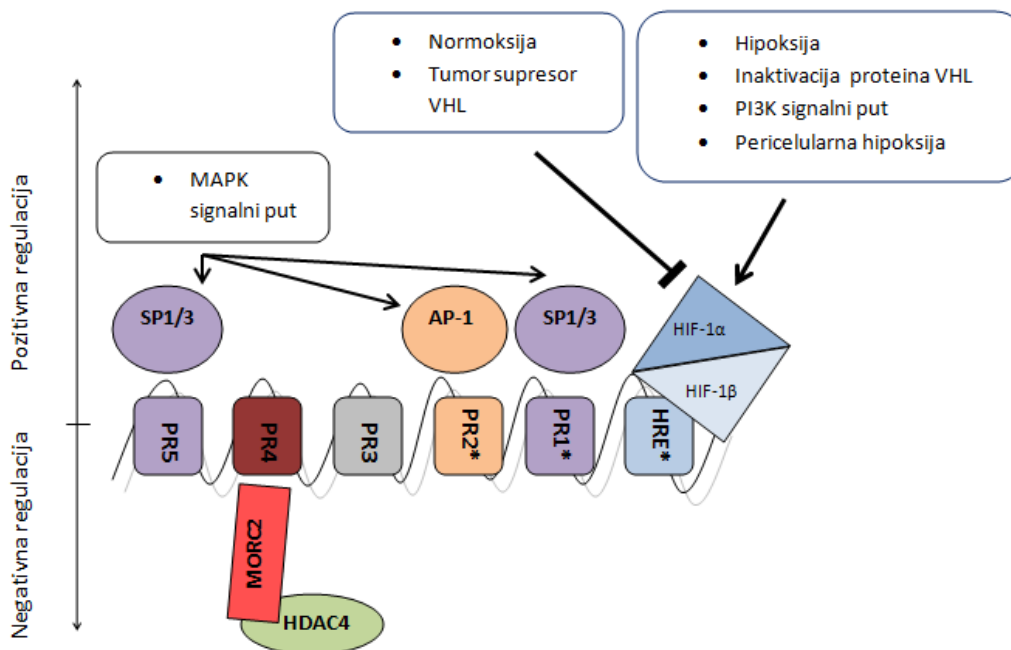 • Normoksija
• Tumor supresor
VHL
• Hipoksija
• Inaktivacija proteina VHL
• PI3K signalni put
• Pericelularna hipoksija
• MAPK
signalni put
Pozitivna regulacija
Negativna regulacija
SP1/3
AP-1
SP1/3
HIF-1α
HIF-1β
PR5
PR4
PR3
PR2*
PR1*
HRE*
MORC2
HDAC4